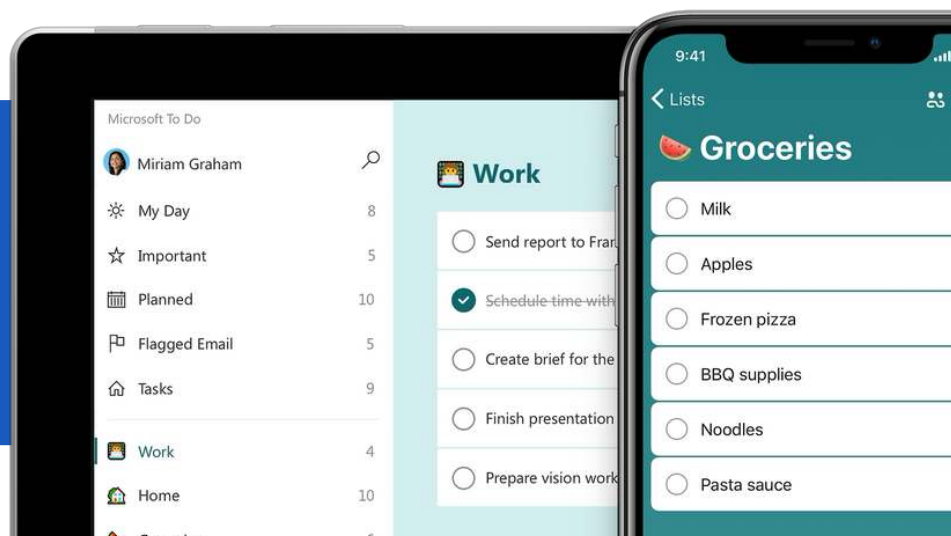 Microsoft To Do
Miriam Graham
My Day 8
Important 5
Planned 10
Flagged Email 5
Tasks 9
Work 4
Home 10
Work
Send report to Fran
Schedule time with
Create brief for the
Finish presentation
Prepare vision work
9:41
Lists
Groceries
Milk
Apples
Frozen pizza
BBQ supplies
Noodles
Pasta sauce